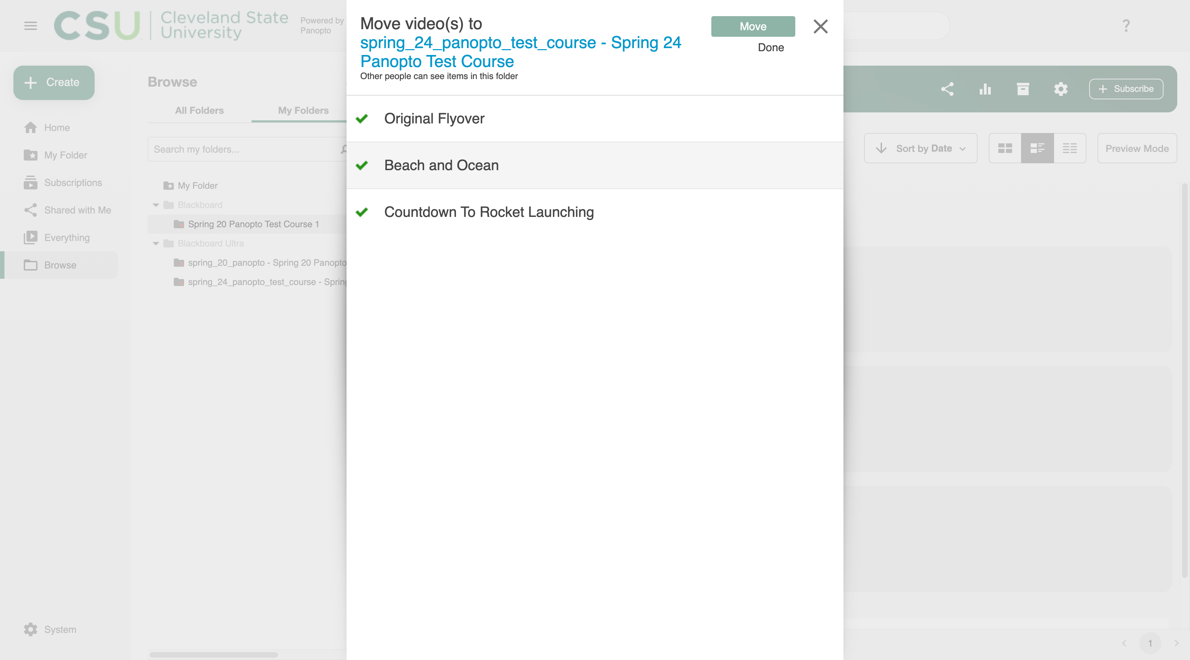 CSU Cleveland State
University
Powered by
Panopto
?
Create
Home
My Folder
Subscriptions
Shared with Me
Everything
Browse
System
Browse
All Folders
My Folders
Search my folders...
My Folder
Blackboard
Spring 20 Panopto Test Course 1
Blackboard Ultra
spring_20_panopto - Spring 20 Panopto
spring_24_panopto_test_course - Spring
Move video(s) to
spring_24_panopto_test_course - Spring 24
Panopto Test Course
Other people can see items in this folder
Move
Done
Original Flyover
Beach and Ocean
Countdown To Rocket Launching
+ Subscribe
Sort by Date
Preview Mode
1